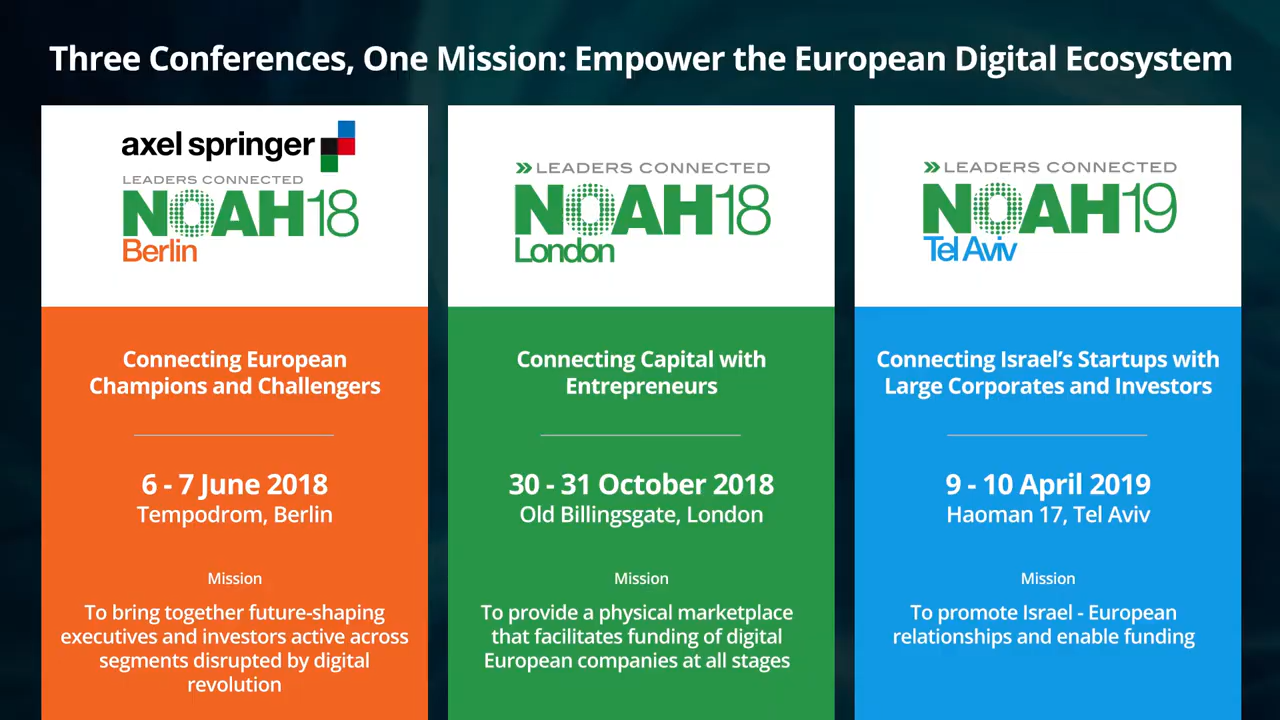 Three Conferences, One Mission: Empower the European Digital Ecosystem
axel springer
LEADERS CONNECTED
NOAH18
Berlin
Connecting European
Champions and Challengers
6 - 7 June 2018
Tempodrom, Berlin
Mission
To bring together future-shaping
executives and investors active across
segments disrupted by digital
revolution
LEADERS CONNECTED
NOAH18
London
Connecting Capital with
Entrepreneurs
30 - 31 October 2018
Old Billingsgate, London
Mission
To provide a physical marketplace
that facilitates funding of digital
European companies at all stages
LEADERS CONNECTED
NOAH19
Tel Aviv
Connecting Israel’s Startups with
Large Corporates and Investors
9 - 10 April 2019
Haoman 17, Tel Aviv
Mission
To promote Israel - European
relationships and enable funding